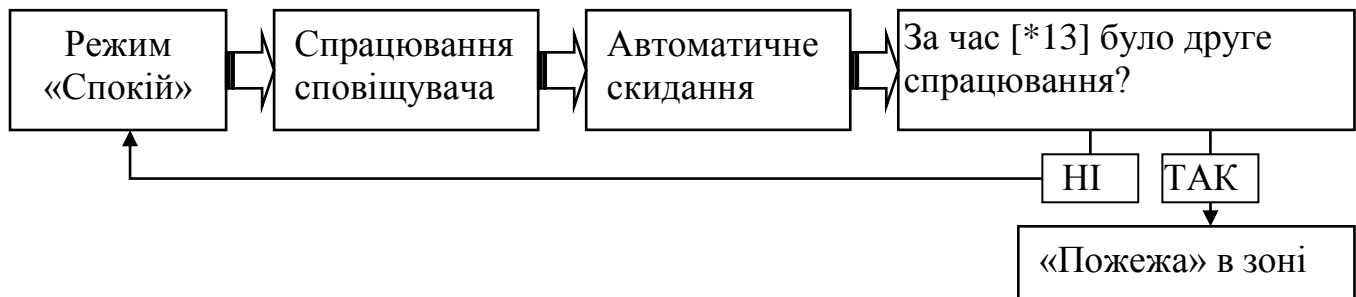 Режим
«Спокій»
Спрацювання
сповіщувача
Автоматичне
скидання
За час [*13] було друге
спрацювання?
НІ
ТАК
«Пожежа» в зоні